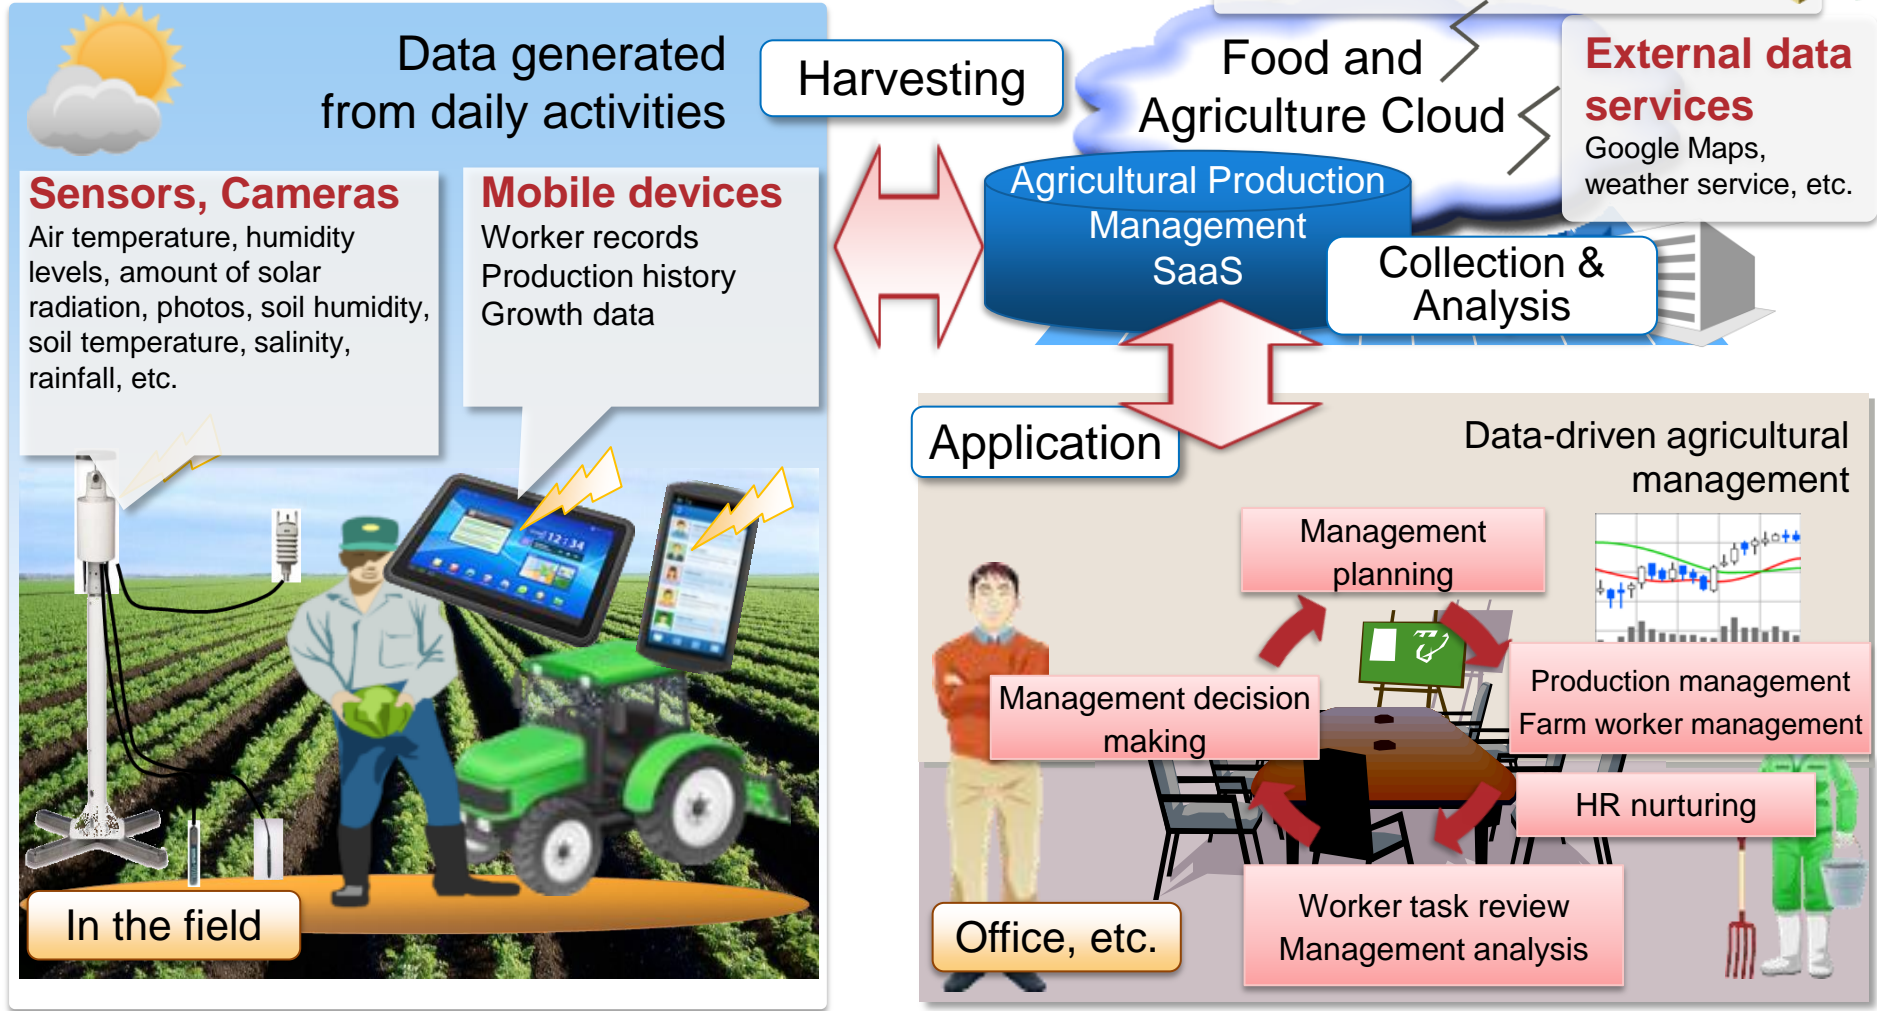 Data generated
from daily activities
Harvesting
Sensors, Cameras
Air temperature, humidity
levels, amount of solar
radiation, photos, soil humidity,
soil temperature, salinity,
rainfall, etc.
Mobile devices
Worker records
Production history
Growth data
12:34
In the field
Food and
Agriculture Cloud
External data
services
Google Maps,
weather service, etc.
Agricultural Production
Management
SaaS
Collection &
Analysis
Application
Data-driven agricultural
management
Management
planning
Production management
Farm worker management
Management decision
making
HR nurturing
Worker task review
Management analysis
Office, etc.